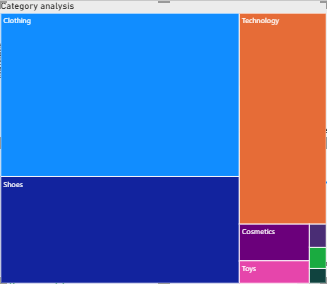 Category analysis
Clothing
Technology
Shoes
Cosmetics
Toys